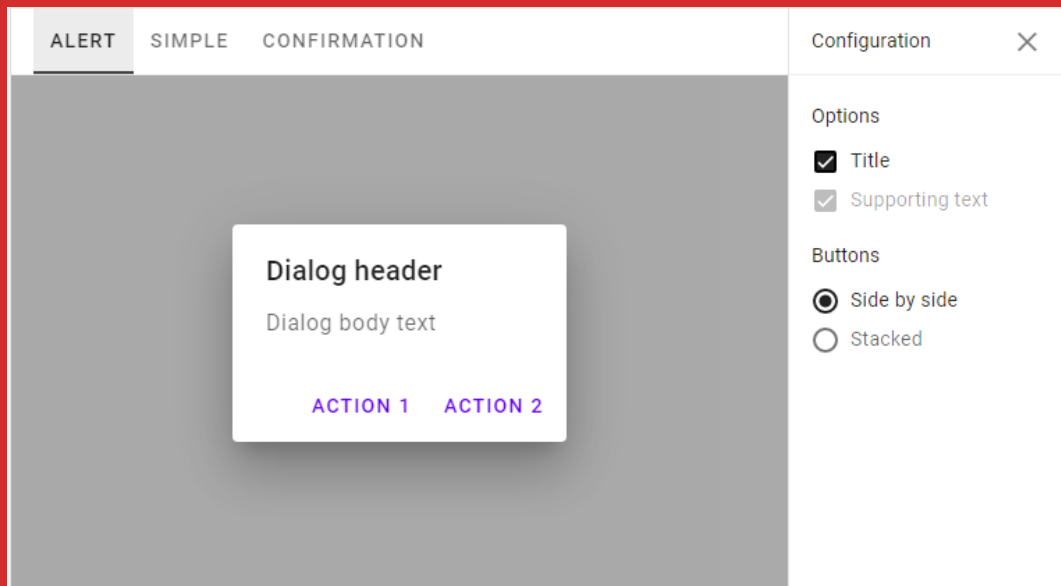 ALERT SIMPLE CONFIRMATION
Dialog header
Dialog body text
ACTION 1 ACTION 2
Configuration
Options
Title
Supporting text
Buttons
Side by side
Stacked